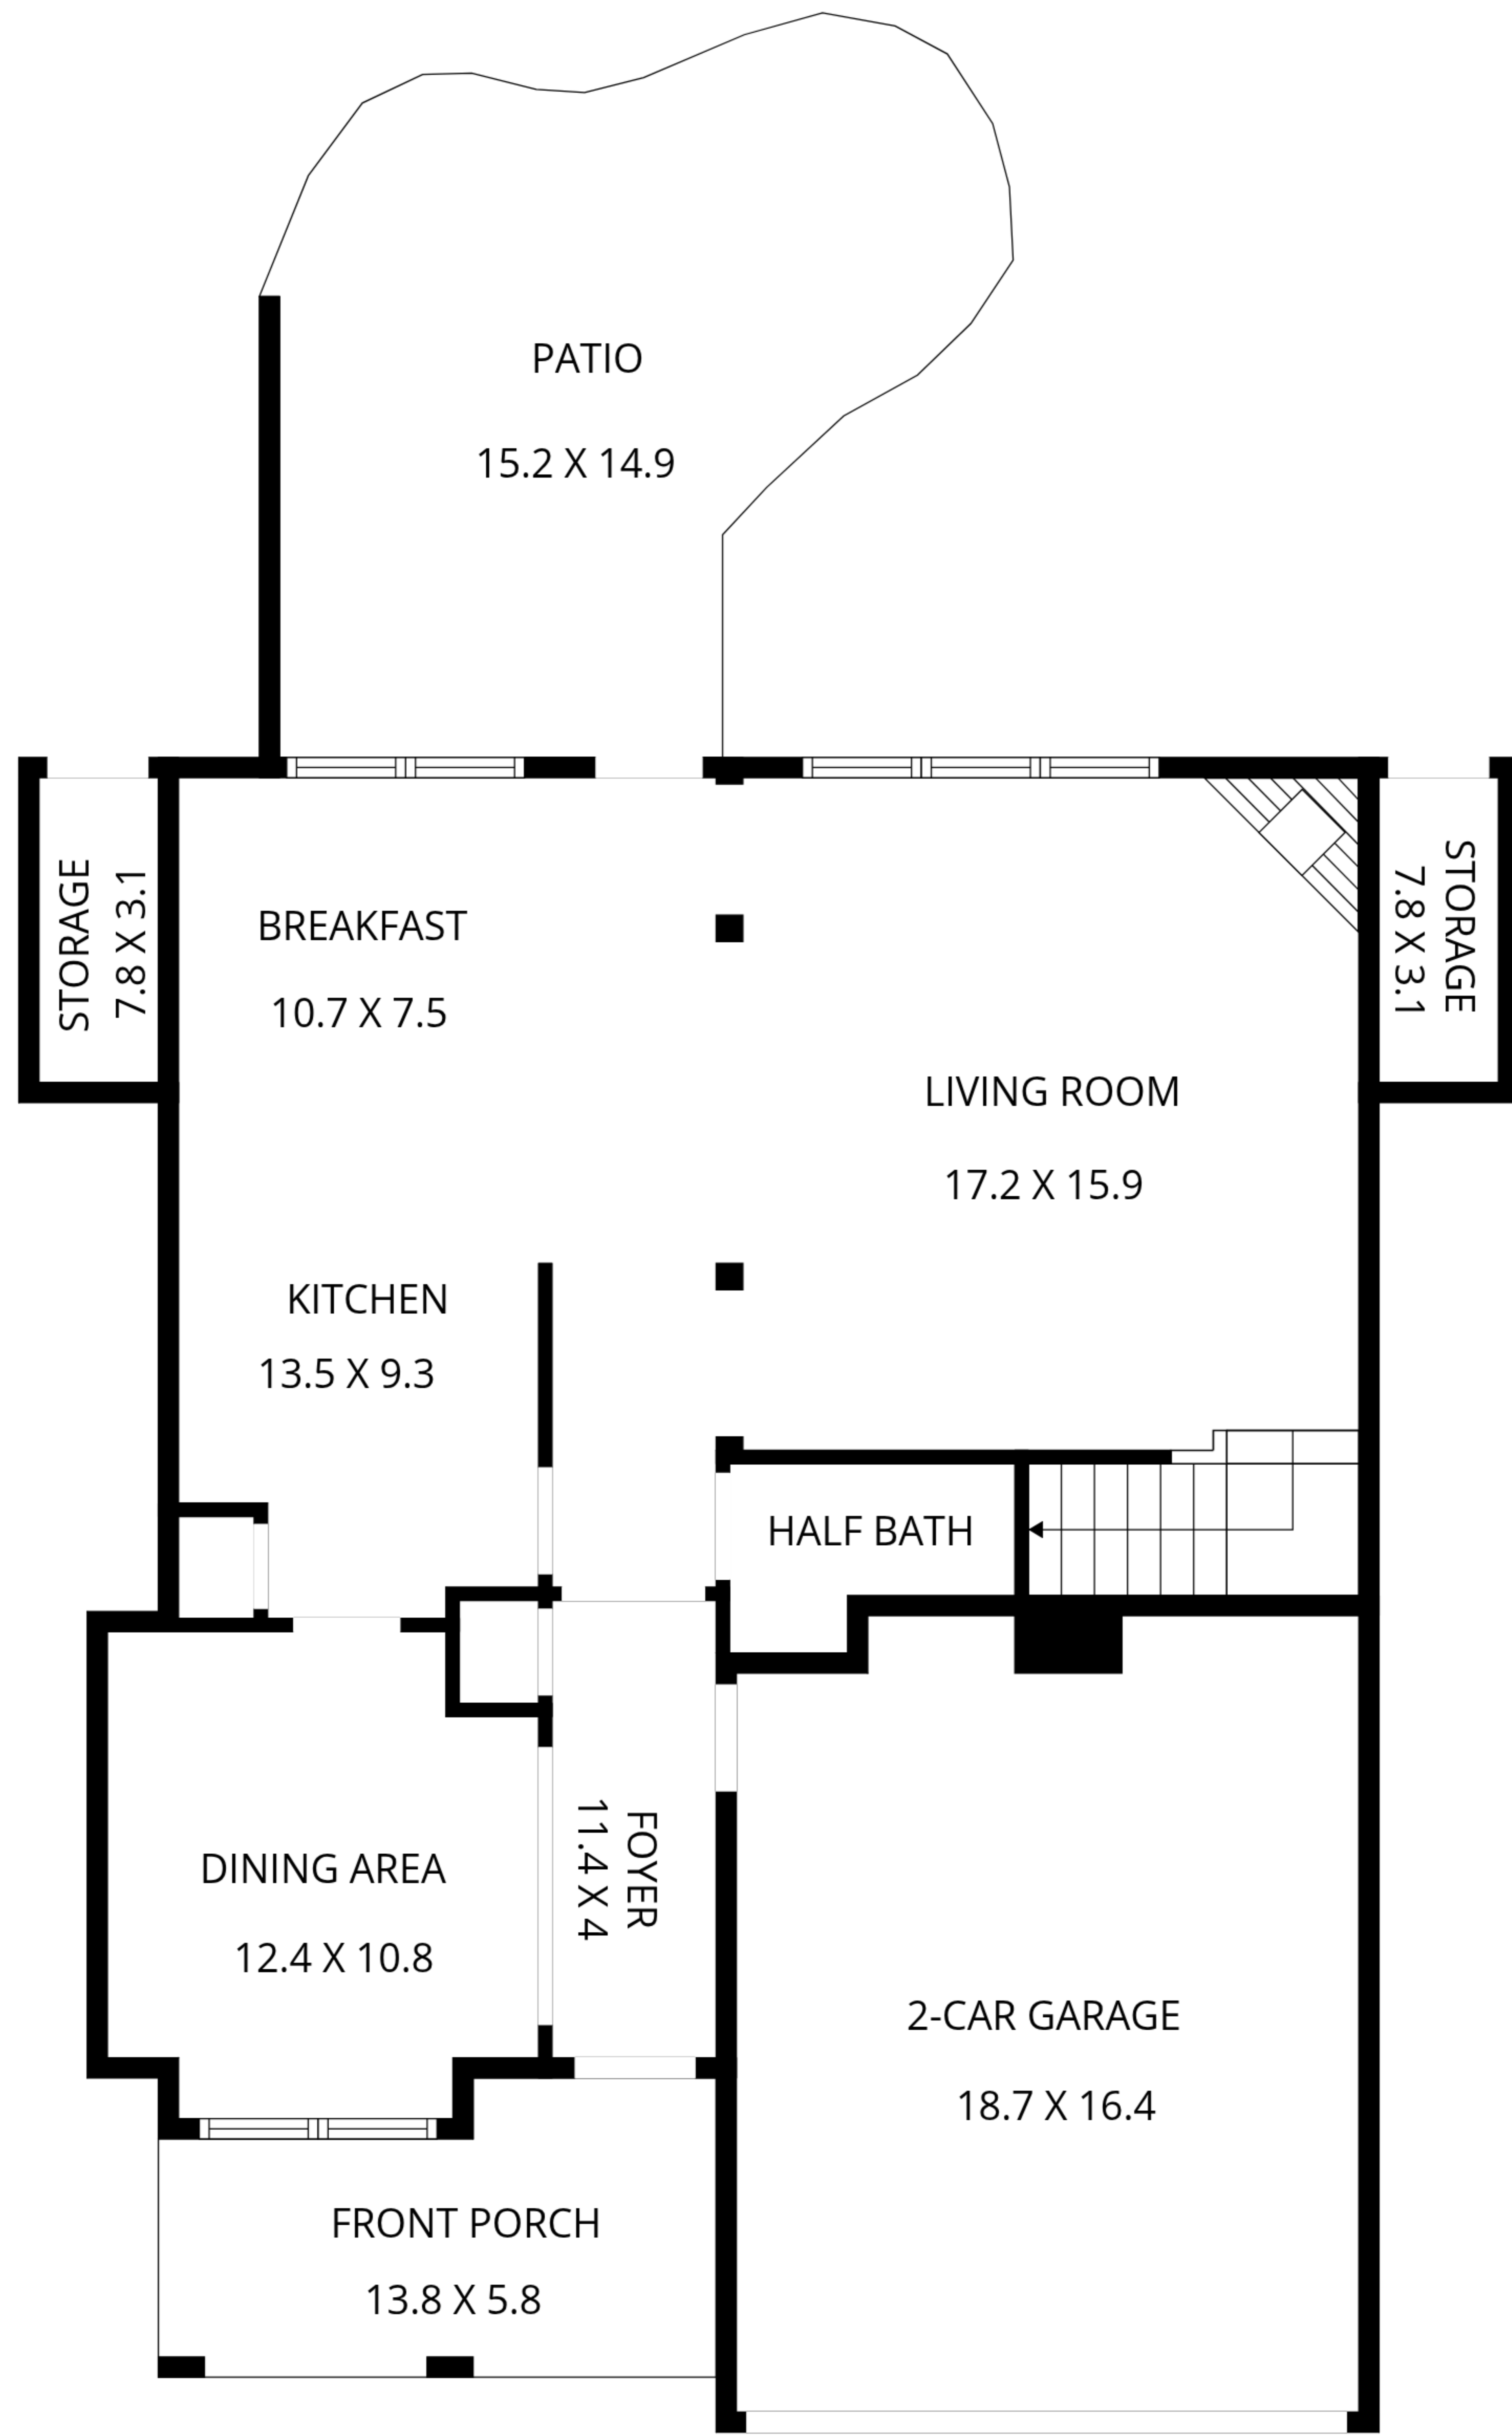 PATIO
15.2 X 14.9
STORAGE
7.8 X 3.1
BREAKFAST
10.7 X 7.5
LIVING ROOM
17.2 X 15.9
STORAGE
7.8 X 3.1
KITCHEN
13.5 X 9.3
HALF BATH
DINING AREA
12.4 X 10.8
FOYER
11.4 X 4
2-CAR GARAGE
18.7 X 16.4
FRONT PORCH
13.8 X 5.8